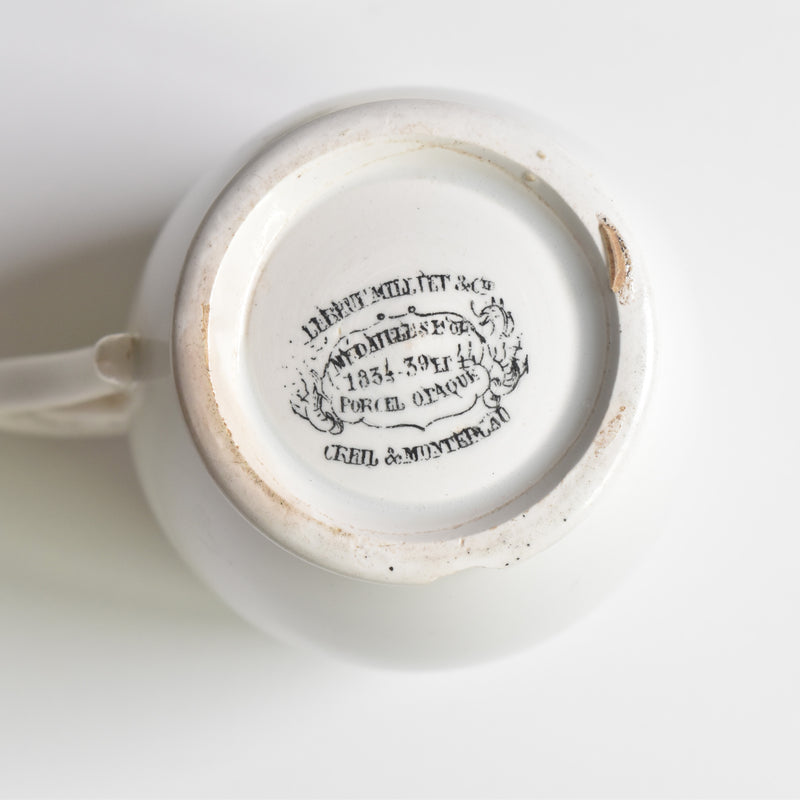 LEBEUF MILLIET & Cie
MEDAILLES D'OR
1834-39 ET 44
PORCEL OPAQUE
CREIL & MONTEREAU